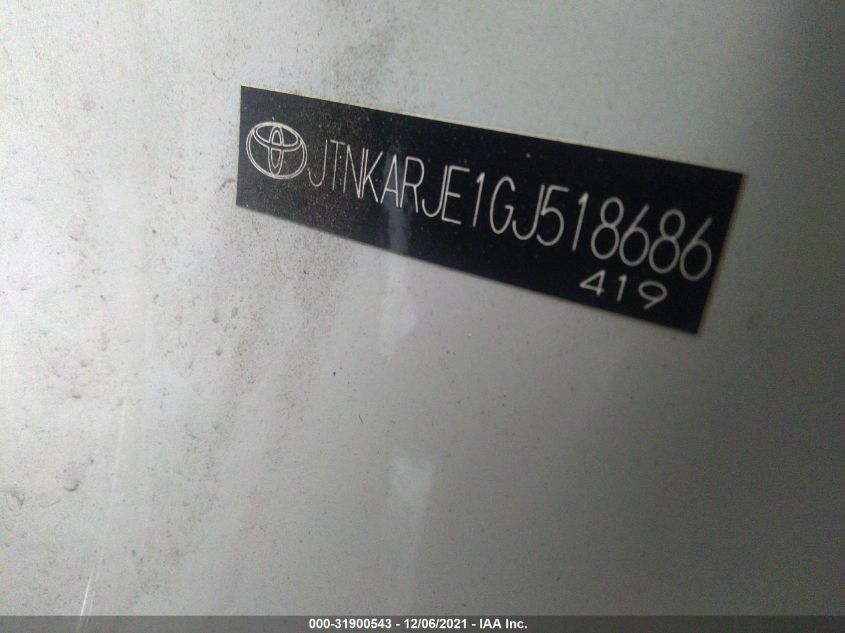 JTNKARJE1GJ518686
419
000-31900543 - 12/06/2021 - IAA Inc.